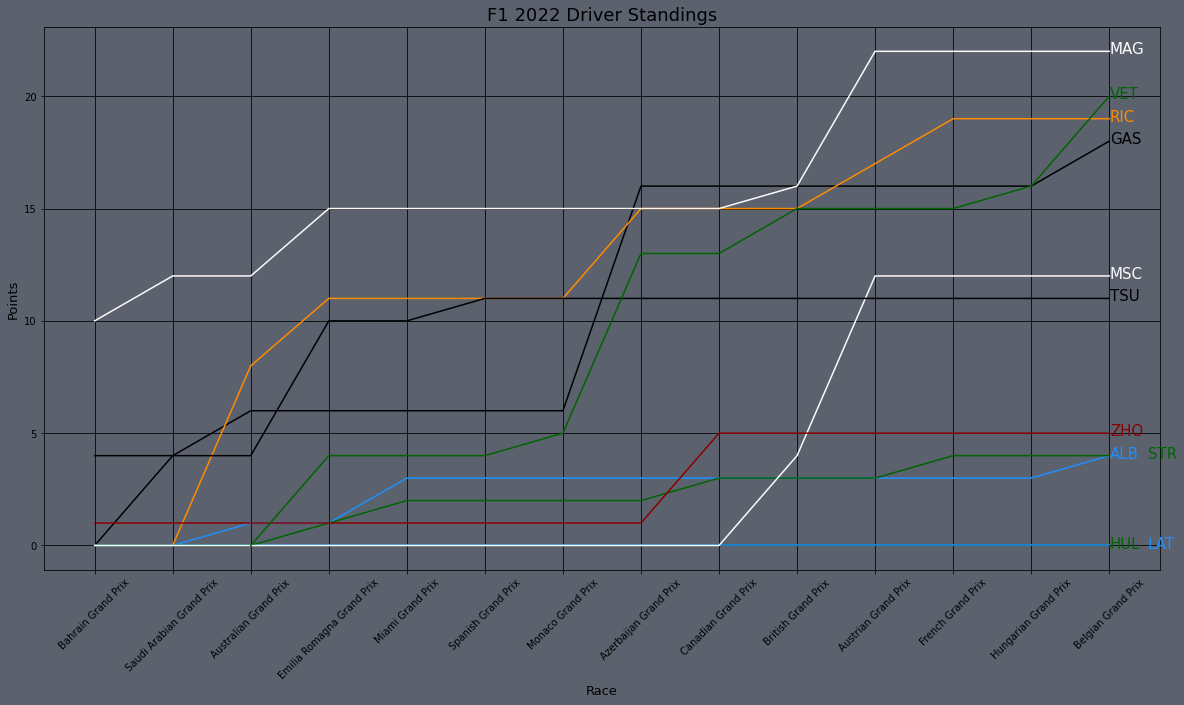 F1 2022 Driver Standings
MAG
VET
20
RIC
GAS
15
MSC
TSU
Points
10
5
ZHO
ALB STR
0
HUL LAT
Bahrain Grand Prix
Saudi Arabian Grand Prix
Australian Grand Prix
Emilia Romagna Grand Prix
Miami Grand Prix
Spanish Grand Prix
Monaco Grand Prix
Azerbaijan Grand Prix
Canadian Grand Prix
British Grand Prix
Austrian Grand Prix
French Grand Prix
Hungarian Grand Prix
Belgian Grand Prix
Race